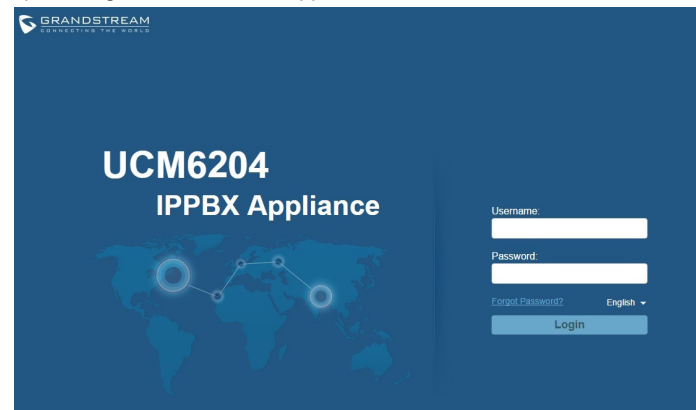 GRANDSTREAM
CONNECTING THE WORLD
UCM6204
IPPBX Appliance
Username:
Password:
Forgot Password?
English
Login